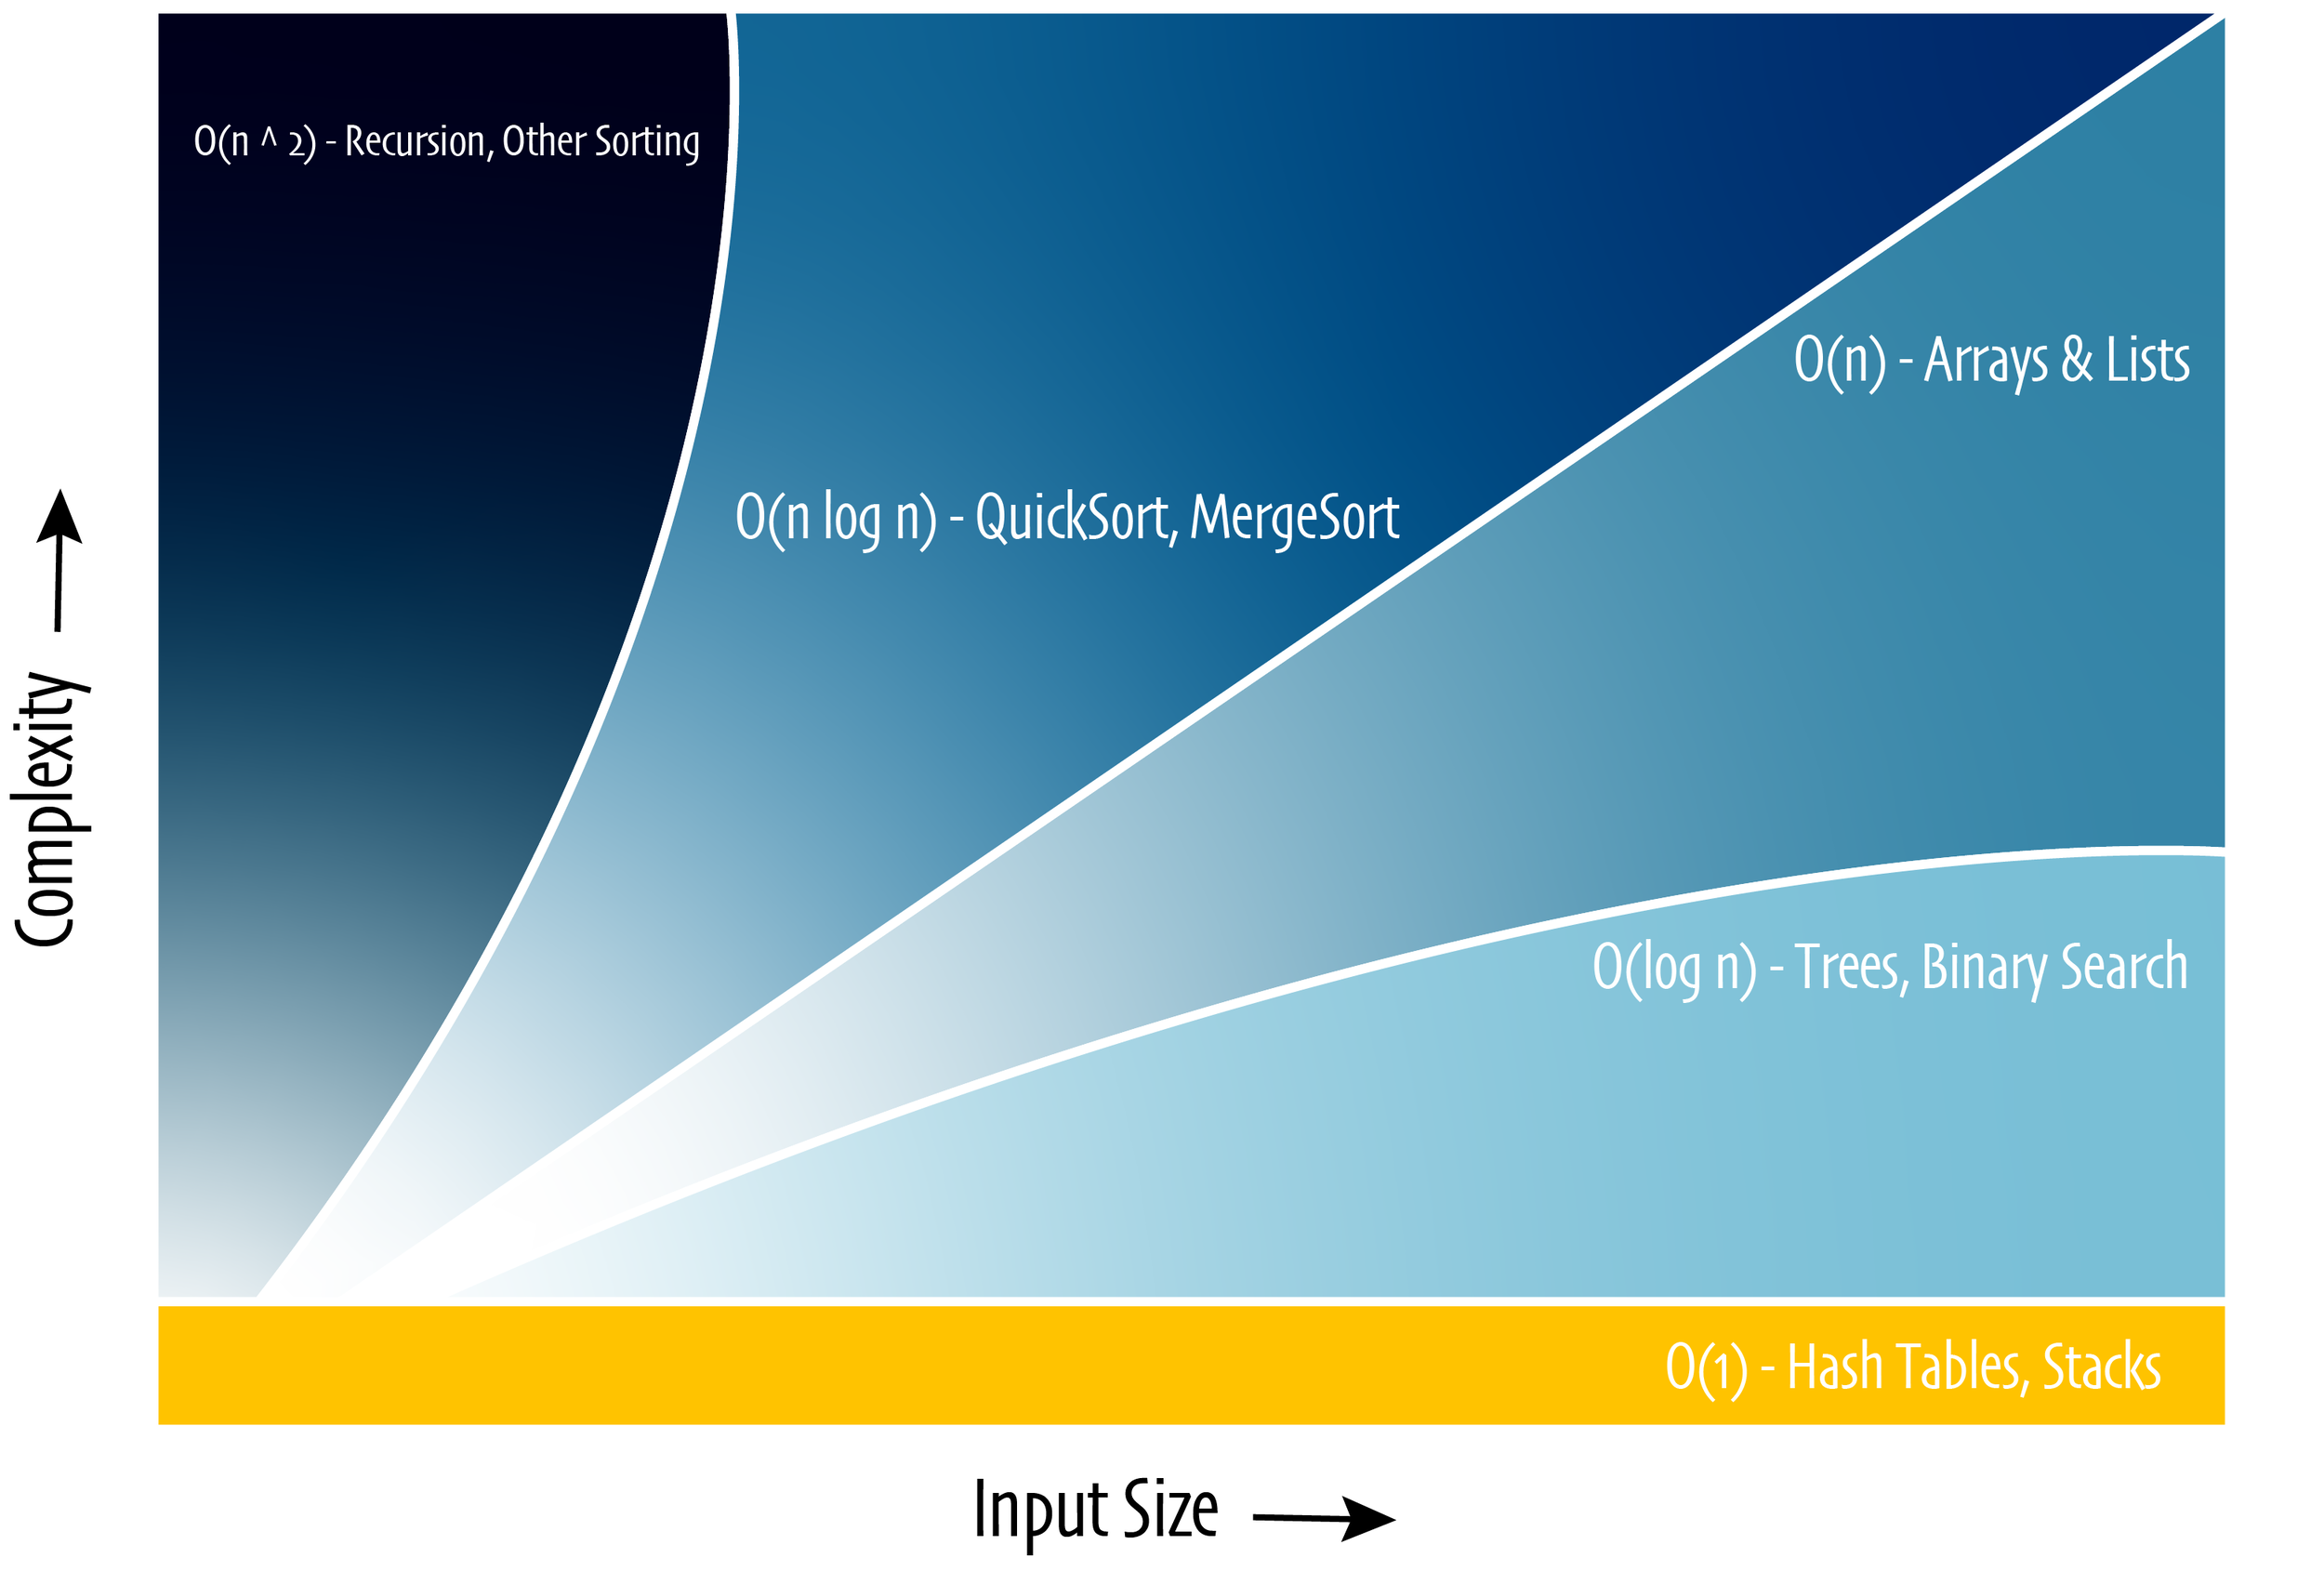 O(n ^ 2) - Recursion, Other Sorting
O(n) - Arrays & Lists
O(n log n) - QuickSort, MergeSort
Complexity
O(log n) - Trees, Binary Search
O(1) - Hash Tables, Stacks
Input Size